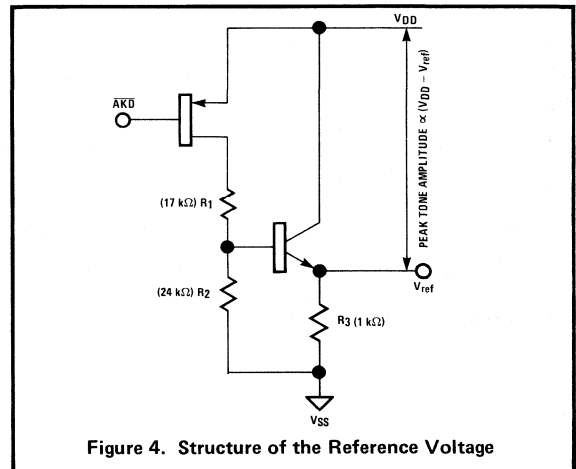 VDD
AKD
(17 kΩ) R1
(24 kΩ) R2
R3 (1 kΩ)
PEAK TONE AMPLITUDE ∝ (VDD – Vref)
Vref
VSS
Figure 4. Structure of the Reference Voltage